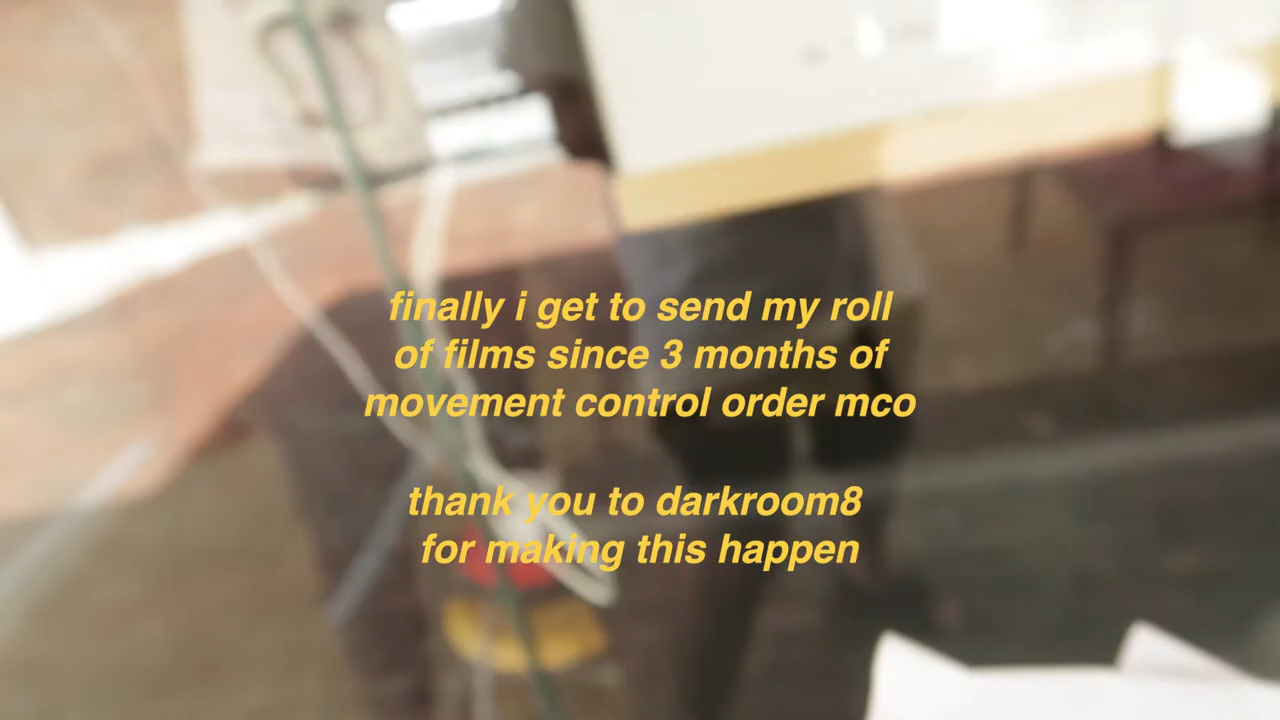 finally i get to send my roll
of films since 3 months of
movement control order mco
thank you to darkroom8
for making this happen